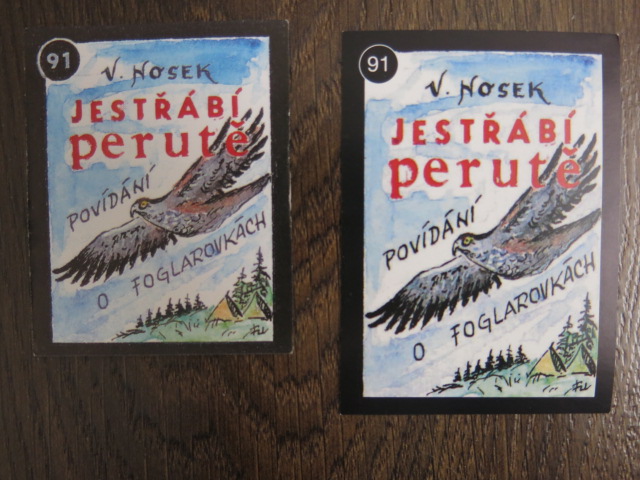 91
V. NOSEK
JESTŘÁBÍ
perutě
POVÍDÁNÍ
O FOGLAROVKÁCH
91
V. NOSEK
JESTŘÁBÍ
perutě
POVÍDÁNÍ
O FOGLAROVKÁCH